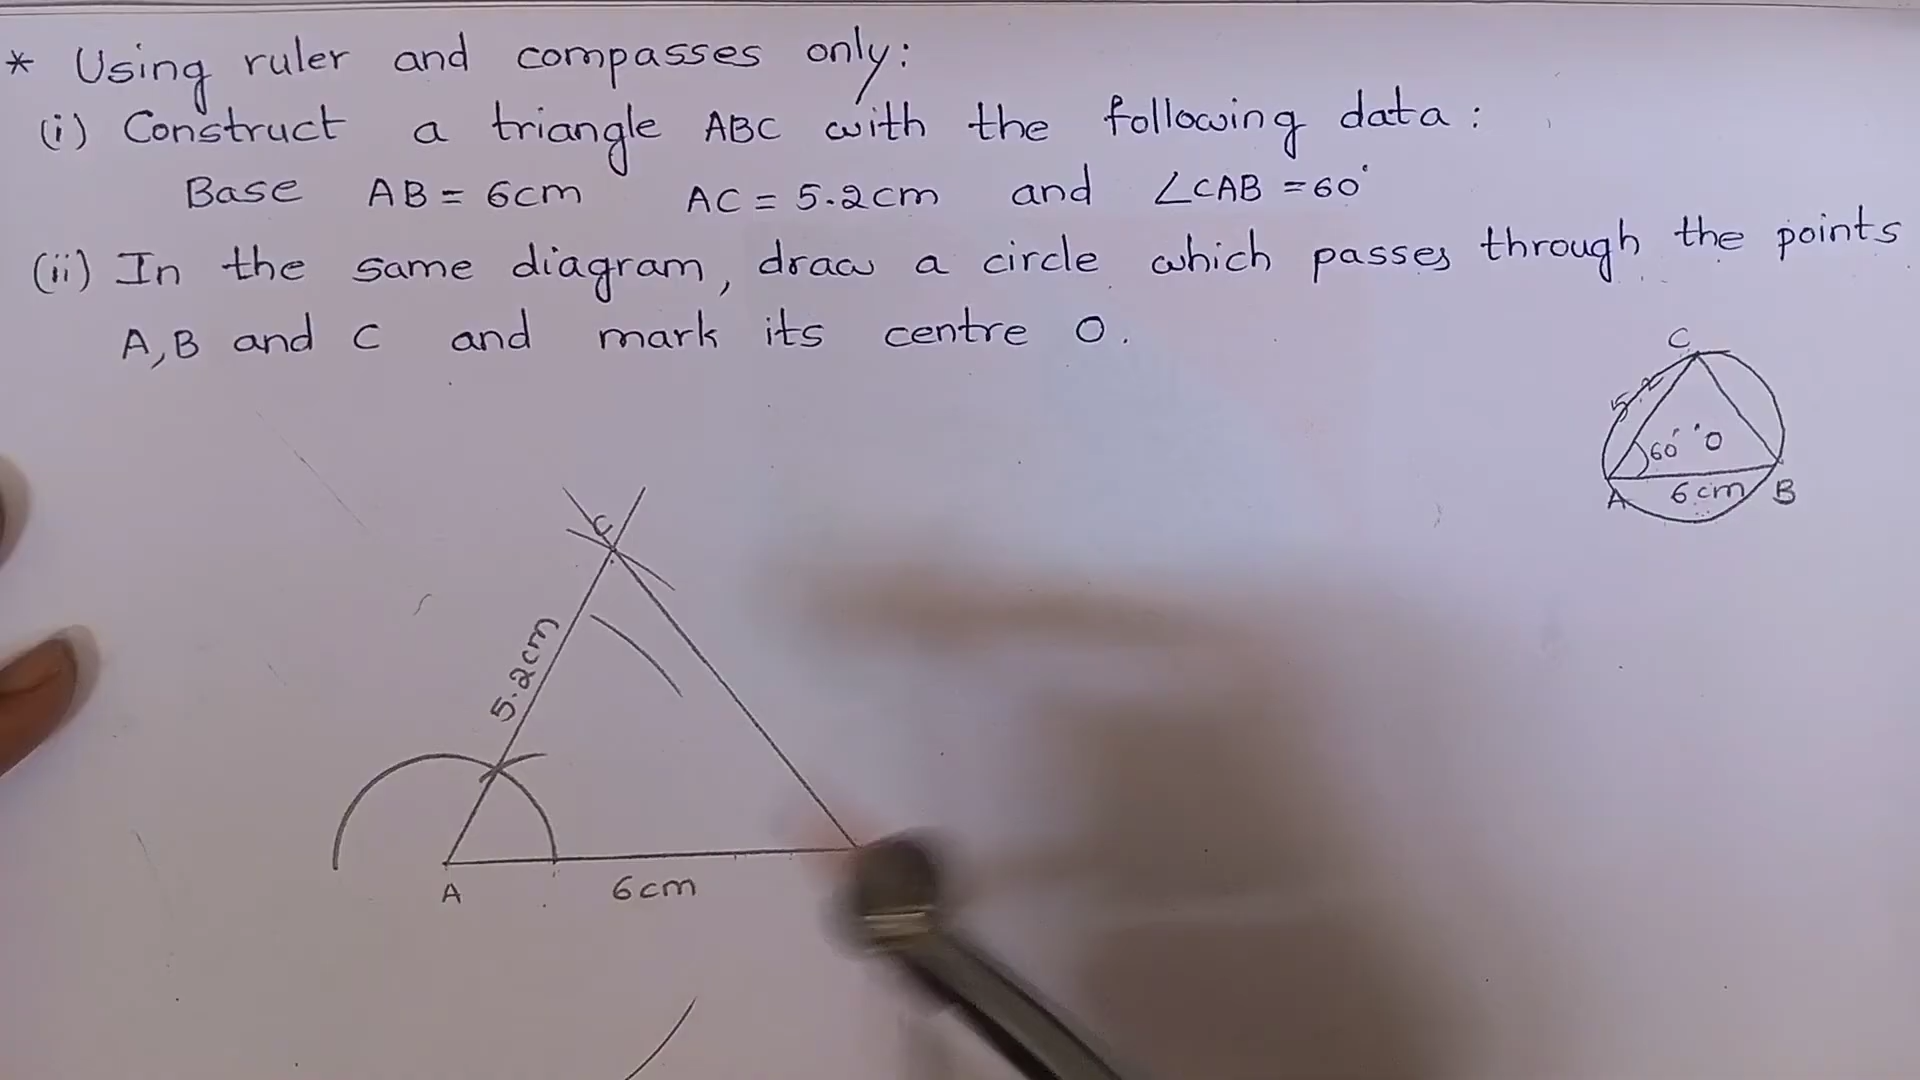 * Using ruler and compasses only:
(i) Construct a triangle ABC with the following data:
Base AB = 6cm AC = 5.2cm and ∠CAB = 60°
(ii) In the same diagram, draw a circle which passes through the points
A, B and C and mark its centre O.
C
5.2
60° O
A 6cm B
C
5.2cm
A 6cm